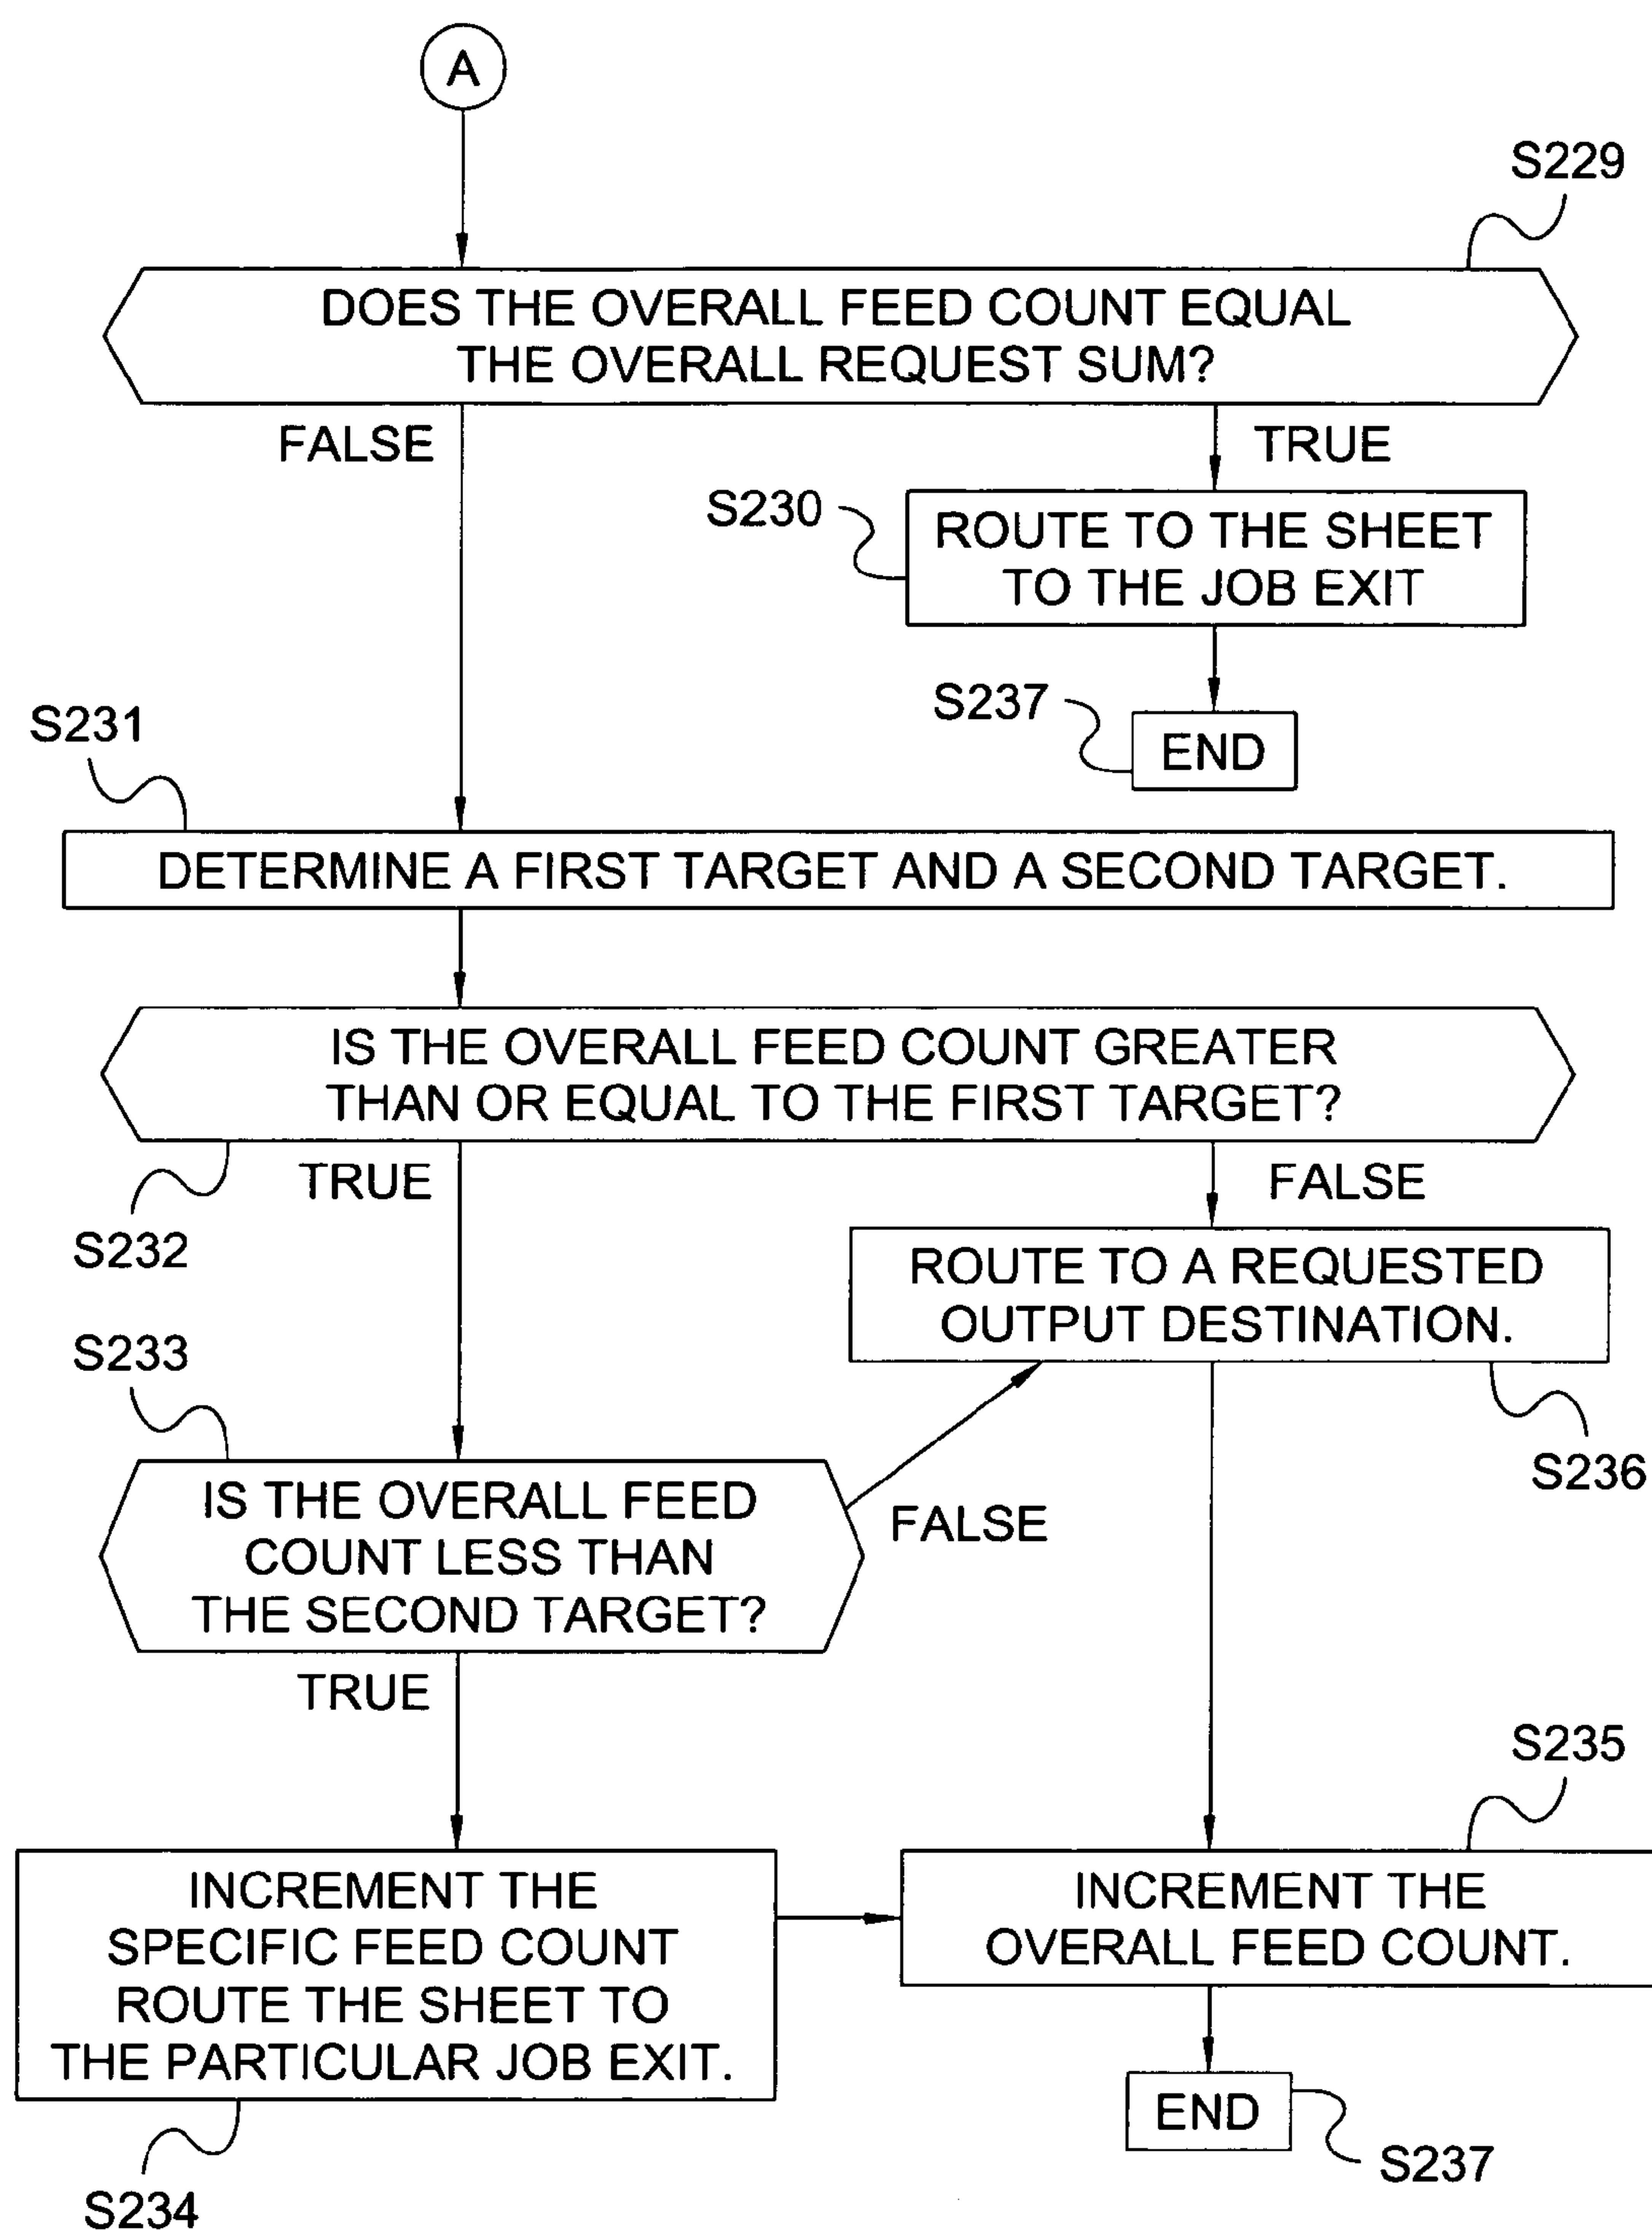 A
S229
DOES THE OVERALL FEED COUNT EQUAL
THE OVERALL REQUEST SUM?
FALSE
TRUE
S230
ROUTE TO THE SHEET
TO THE JOB EXIT
S237
END
S231
DETERMINE A FIRST TARGET AND A SECOND TARGET.
IS THE OVERALL FEED COUNT GREATER
THAN OR EQUAL TO THE FIRST TARGET?
S232
TRUE
FALSE
ROUTE TO A REQUESTED
OUTPUT DESTINATION.
S236
S233
IS THE OVERALL FEED
COUNT LESS THAN
THE SECOND TARGET?
FALSE
TRUE
S235
INCREMENT THE
SPECIFIC FEED COUNT
ROUTE THE SHEET TO
THE PARTICULAR JOB EXIT.
S234
INCREMENT THE
OVERALL FEED COUNT.
END
S237